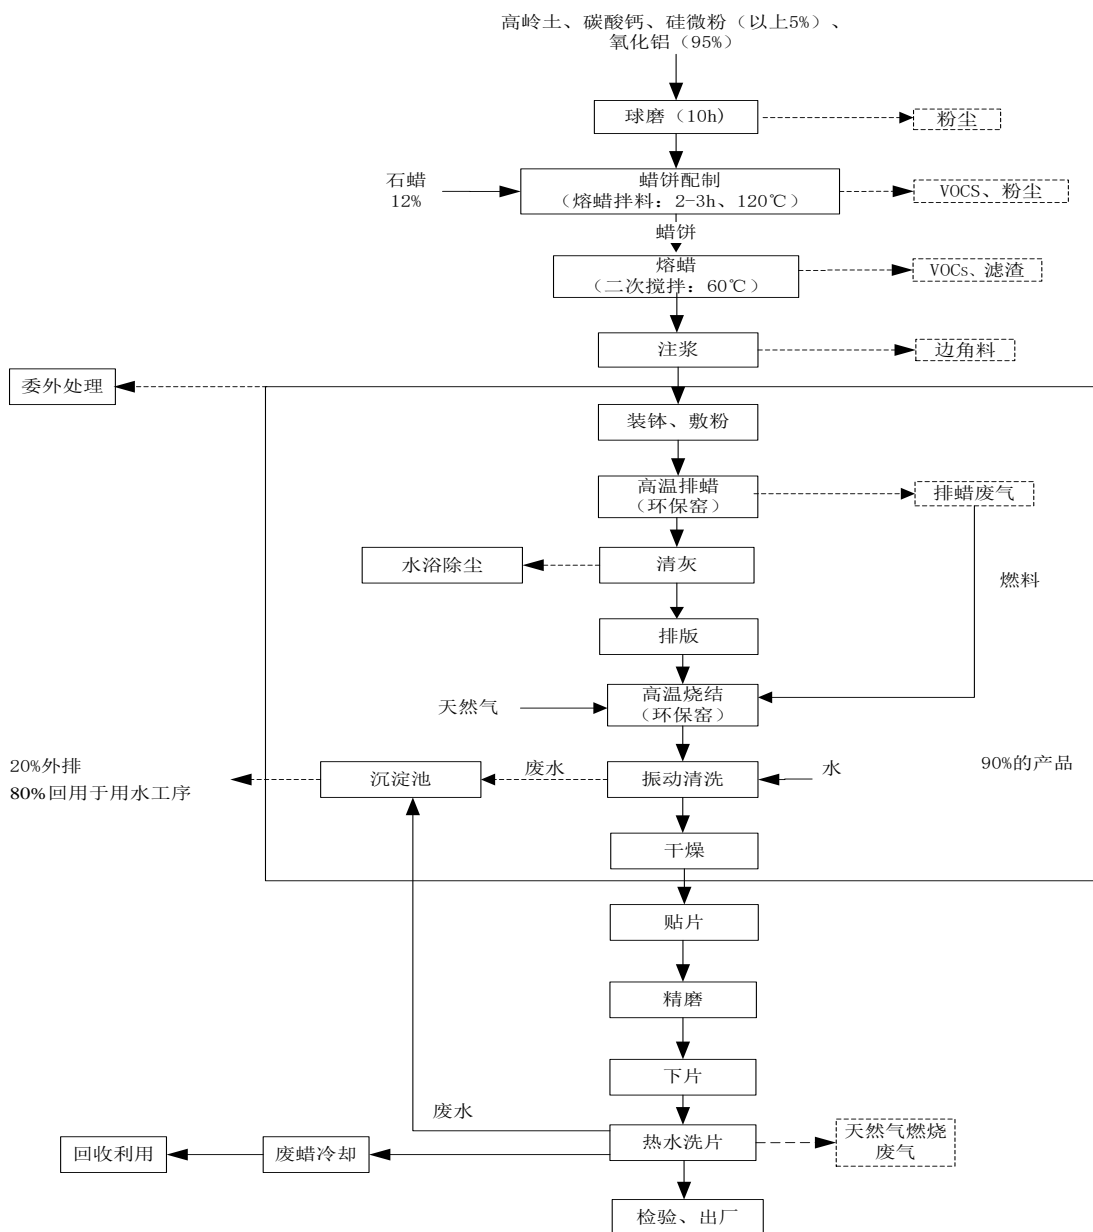 高岭土、碳酸钙、硅微粉（以上5%）、
氧化铝（95%）
球磨（10h)
粉尘
石蜡
12%
蜡饼配制
（熔蜡拌料：2-3h、120℃）
VOCS、粉尘
蜡饼
熔蜡
（二次搅拌：60℃）
VOCs、滤渣
注浆
边角料
委外处理
装钵、敷粉
高温排蜡
（环保窑）
排蜡废气
水浴除尘
清灰
燃料
排版
天然气
高温烧结
（环保窑）
20%外排
80%回用于用水工序
沉淀池
废水
振动清洗
水
90%的产品
干燥
贴片
精磨
下片
废水
回收利用
废蜡冷却
热水洗片
天然气燃烧
废气
检验、出厂